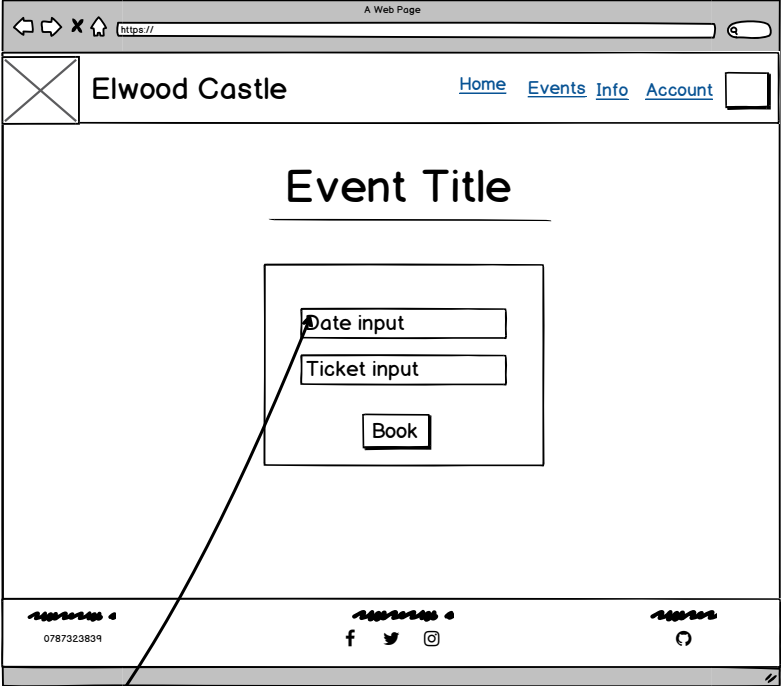 A Web Page
https://
Elwood Castle
Home Events Info Account
Event Title
Date input
Ticket input
Book
0787323839